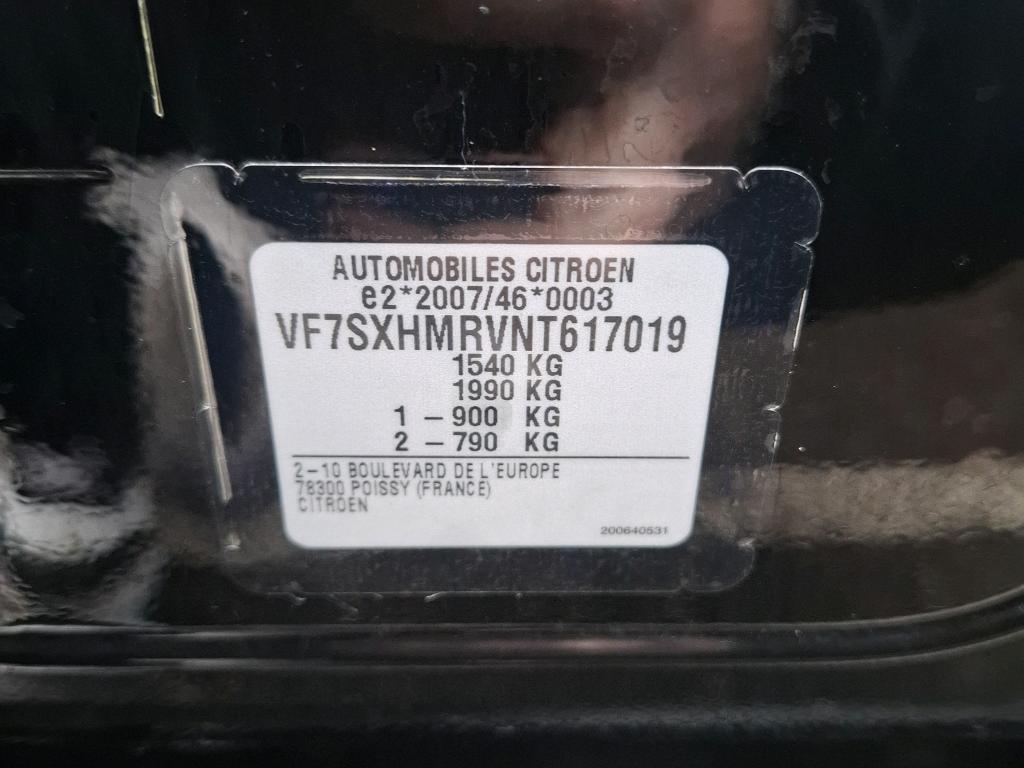 AUTOMOBILES CITROEN
e2*2007/46*0003
VF7SXHMRVNT617019
1540 KG
1990 KG
1 – 900 KG
2 – 790 KG
2–10 BOULEVARD DE L'EUROPE
78300 POISSY (FRANCE)
CITROEN
200640531